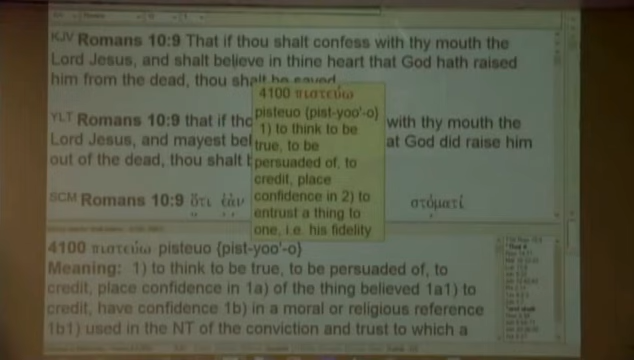 KJV Romans 10:9 That if thou shalt confess with thy mouth the
Lord Jesus, and shalt believe in thine heart that God hath raised
him from the dead, thou shalt be saved.
YLT Romans 10:9 that if tho
with thy mouth the
Lord Jesus, and mayest bel
at God did raise him
out of the dead, thou shalt
SCM Romans 10:9 ὅτι ἐὰν
στόματί
4100 πιστεύω
pisteuo {pist-yoo'-o}
1) to think to be
true, to be
persuaded of, to
credit, place
confidence in 2) to
entrust a thing to
one, i.e. his fidelity
4100 πιστεύω pisteuo {pist-yoo'-o}
Meaning: 1) to think to be true, to be persuaded of, to
credit, place confidence in 1a) of the thing believed 1a1) to
credit, have confidence 1b) in a moral or religious reference
1b1) used in the NT of the conviction and trust to which a